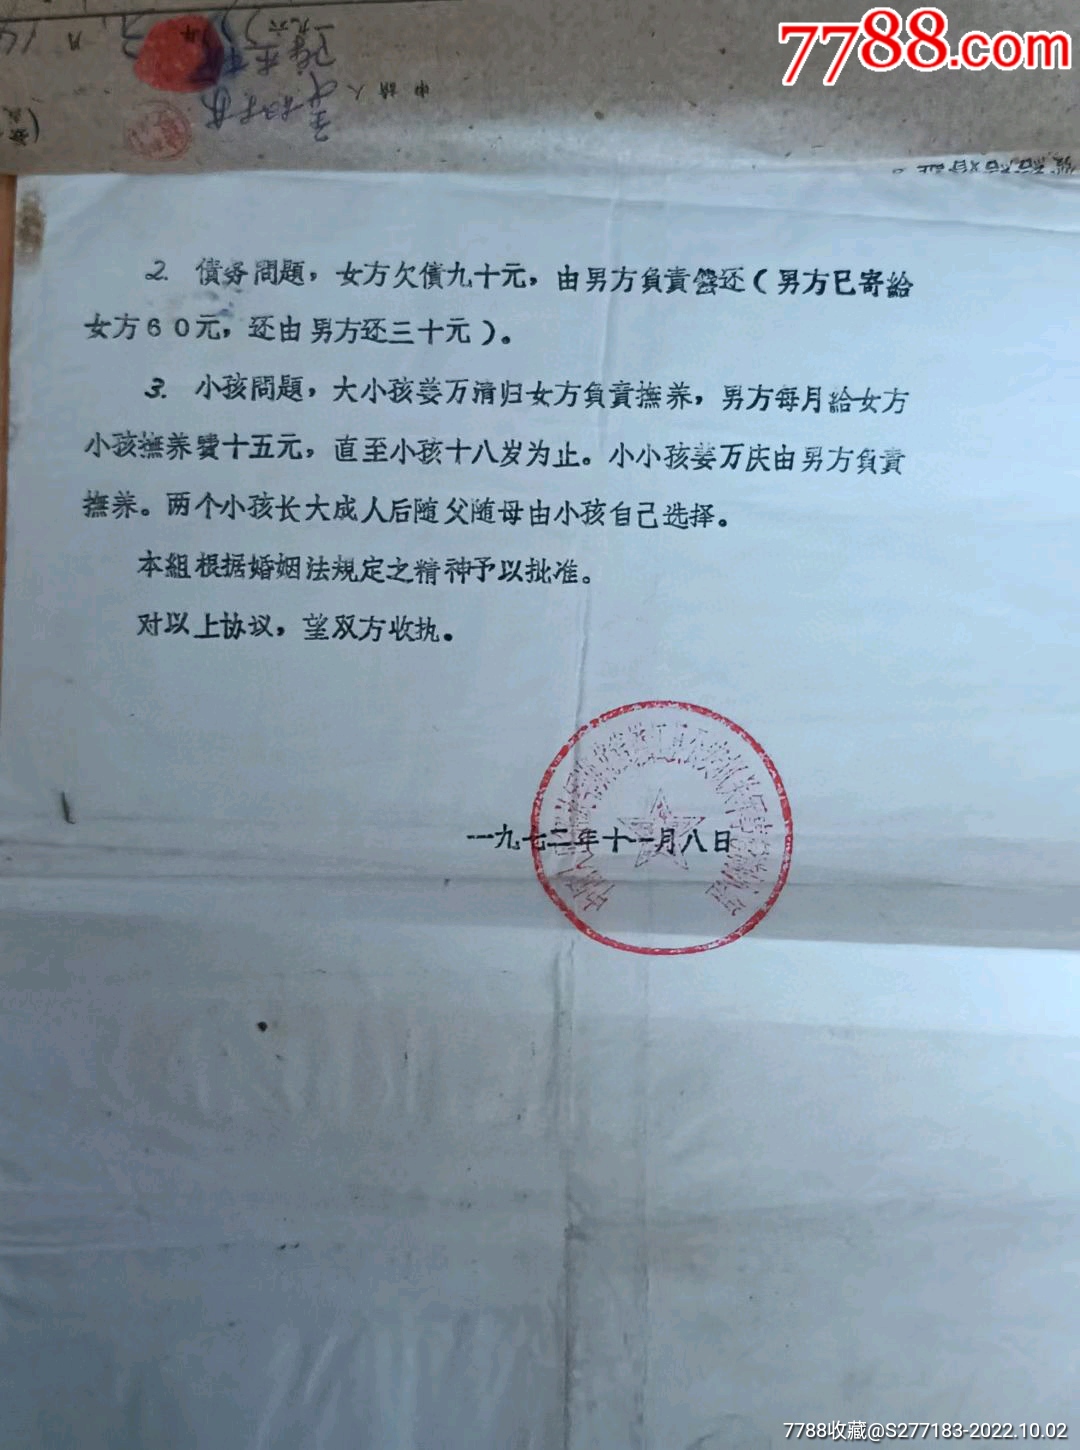 7788.com
申請人
2. 債务問題，女方欠債九十元，由男方負責償还（男方已寄給
女方６０元，还由男方还三十元）。
3. 小孩問題，大小孩姜万清归女方負責撫养，男方每月給女方
小孩撫养費十五元，直至小孩十八岁为止。小小孩姜万庆由男方負責
撫养。两个小孩长大成人后随父随母由小孩自己选择。
本組根据婚姻法規定之精神予以批准。
对以上协议，望双方收执。
一九七二年十一月八日
7788收藏@S277183-2022.10.02